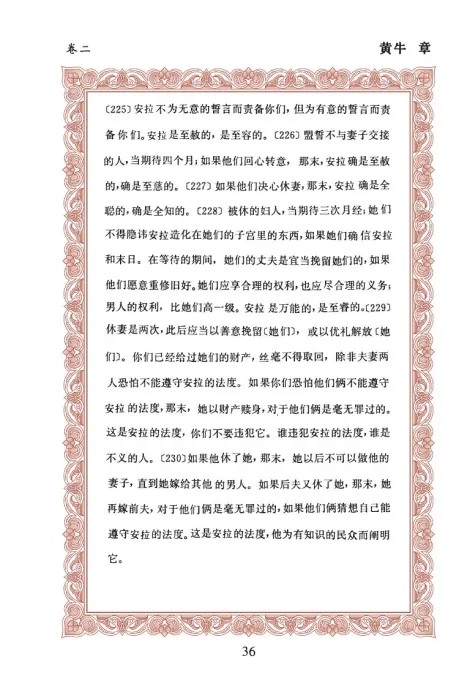 卷二
黄牛 章
〔225〕安拉不为无意的誓言而责备你们，但为有意的誓言而责
备你们。安拉是至赦的，是至容的。〔226〕盟誓不与妻子交接
的人，当期待四个月；如果他们回心转意， 那末，安拉确是至赦
的，确是至慈的。〔227〕如果他们决心休妻，那末，安拉 确是全
聪的，确是全知的。〔228〕被休的妇人，当期待三次月经；她们
不得隐讳安拉造化在她们的子宫里的东西，如果她们确信安拉
和末日。在等待的期间， 她们的丈夫是宜当挽留她们的，如果
他们愿意重修旧好。她们应享合理的权利，也应尽合理的义务；
男人的权利， 比她们高一级。安拉是万能的，是至睿的。〔229〕
休妻是两次，此后应当以善意挽留〔她们〕， 或以优礼解放〔她
们〕。你们已经给过她们的财产，丝毫不得取回， 除非夫妻两
人恐怕不能遵守安拉的法度。如果你们恐怕他们俩不能遵守
安拉的法度，那末， 她以财产赎身，对于他们俩是毫无罪过的。
这是安拉的法度，你们不要违犯它。谁违犯安拉的法度，谁是
不义的人。〔230〕如果他休了她，那末， 她以后不可以做他的
妻子，直到她嫁给其他的男人。如果后夫又休了她，那末，她
再嫁前夫，对于他们俩是毫无罪过的，如果他们俩猜想自己能
遵守安拉的法度。这是安拉的法度，他为有知识的民众而阐明
它。
36